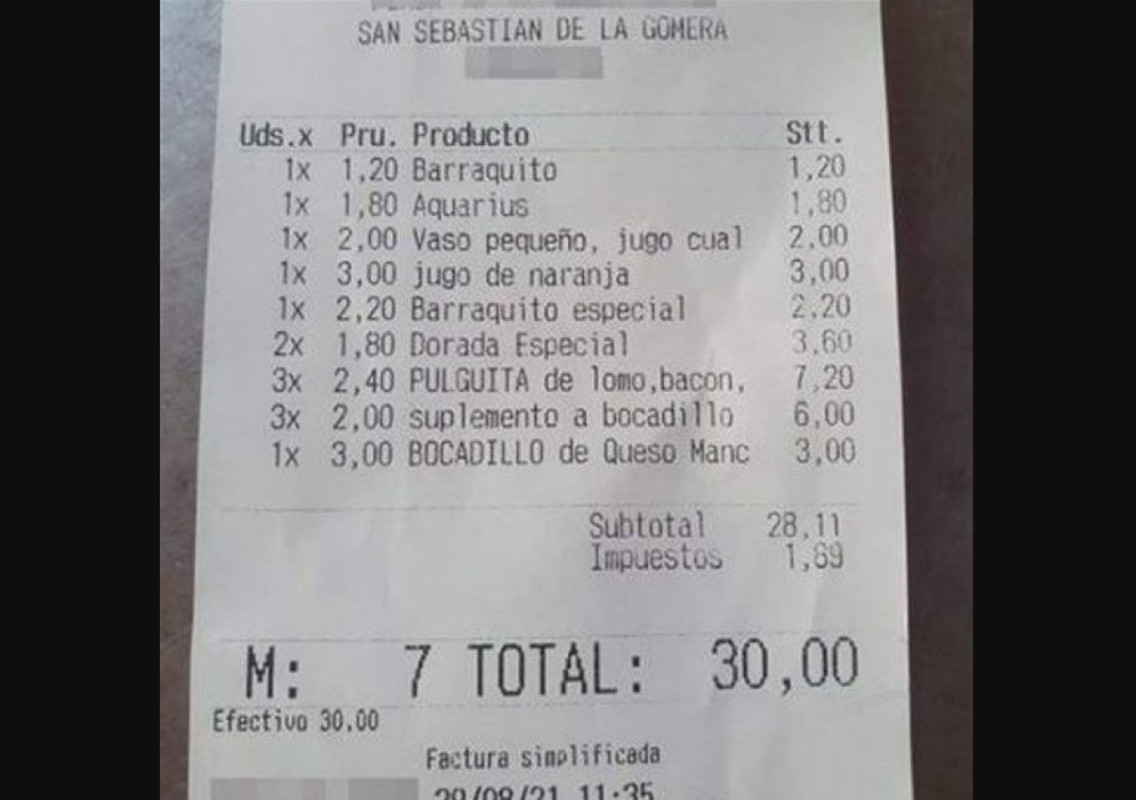 SAN SEBASTIAN DE LA GOMERA
Uds.x Pru. Producto Stt.
1x 1,20 Barraquito 1,20
1x 1,80 Aquarius 1,80
1x 2,00 Vaso pequeño, jugo cual 2,00
1x 3,00 jugo de naranja 3,00
1x 2,20 Barraquito especial 2,20
2x 1,80 Dorada Especial 3,60
3x 2,40 PULGUITA de lomo,bacon, 7,20
3x 2,00 suplemento a bocadillo 6,00
1x 3,00 BOCADILLO de Queso Manc 3,00
Subtotal 28,11
Impuestos
M: 7 TOTAL: 30,00
Efectivo 30.00
Factura simplificada
11:35